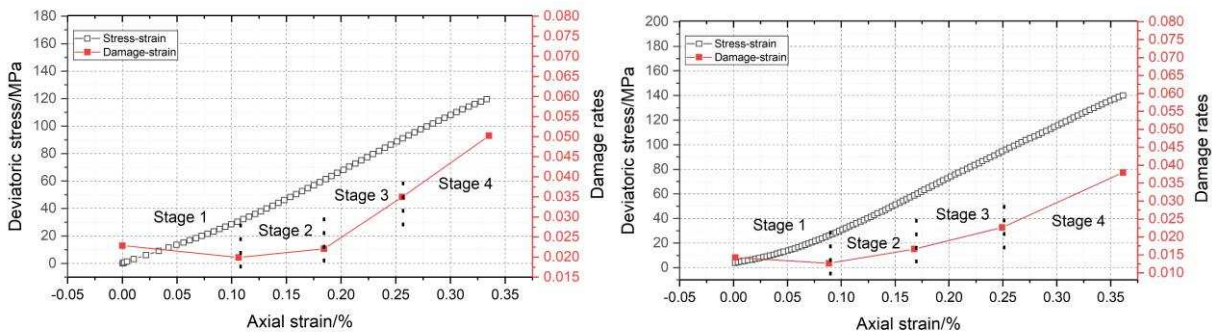 180
160
140
120
100
80
60
40
20
0
Deviatoric stress/MPa
Stress-strain
Damage-strain
Stage 1
Stage 2
Stage 3
Stage 4
0.080
0.075
0.070
0.065
0.060
0.055
0.050
0.045
0.040
0.035
0.030
0.025
0.020
0.015
Damage rates
-0.05 0.00 0.05 0.10 0.15 0.20 0.25 0.30 0.35
Axial strain/%
200
180
160
140
120
100
80
60
40
20
0
Deviatoric stress/MPa
Stress-strain
Damage-strain
Stage 1
Stage 2
Stage 3
Stage 4
0.080
0.075
0.070
0.065
0.060
0.055
0.050
0.045
0.040
0.035
0.030
0.025
0.020
0.015
0.010
Damage rates
-0.05 0.00 0.05 0.10 0.15 0.20 0.25 0.30 0.35
Axial strain/%